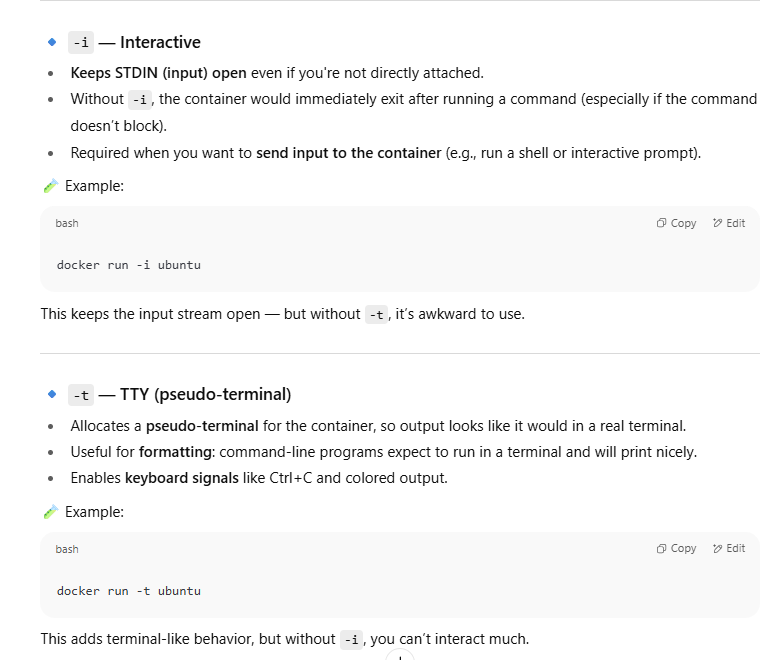 -i — Interactive
Keeps STDIN (input) open even if you're not directly attached.
Without -i, the container would immediately exit after running a command (especially if the command
doesn't block).
Required when you want to send input to the container (e.g., run a shell or interactive prompt).
Example:
bash
Copy
Edit
docker run -i ubuntu
This keeps the input stream open — but without -t, it's awkward to use.
-t — TTY (pseudo-terminal)
Allocates a pseudo-terminal for the container, so output looks like it would in a real terminal.
Useful for formatting: command-line programs expect to run in a terminal and will print nicely.
Enables keyboard signals like Ctrl+C and colored output.
Example:
bash
Copy
Edit
docker run -t ubuntu
This adds terminal-like behavior, but without -i, you can't interact much.